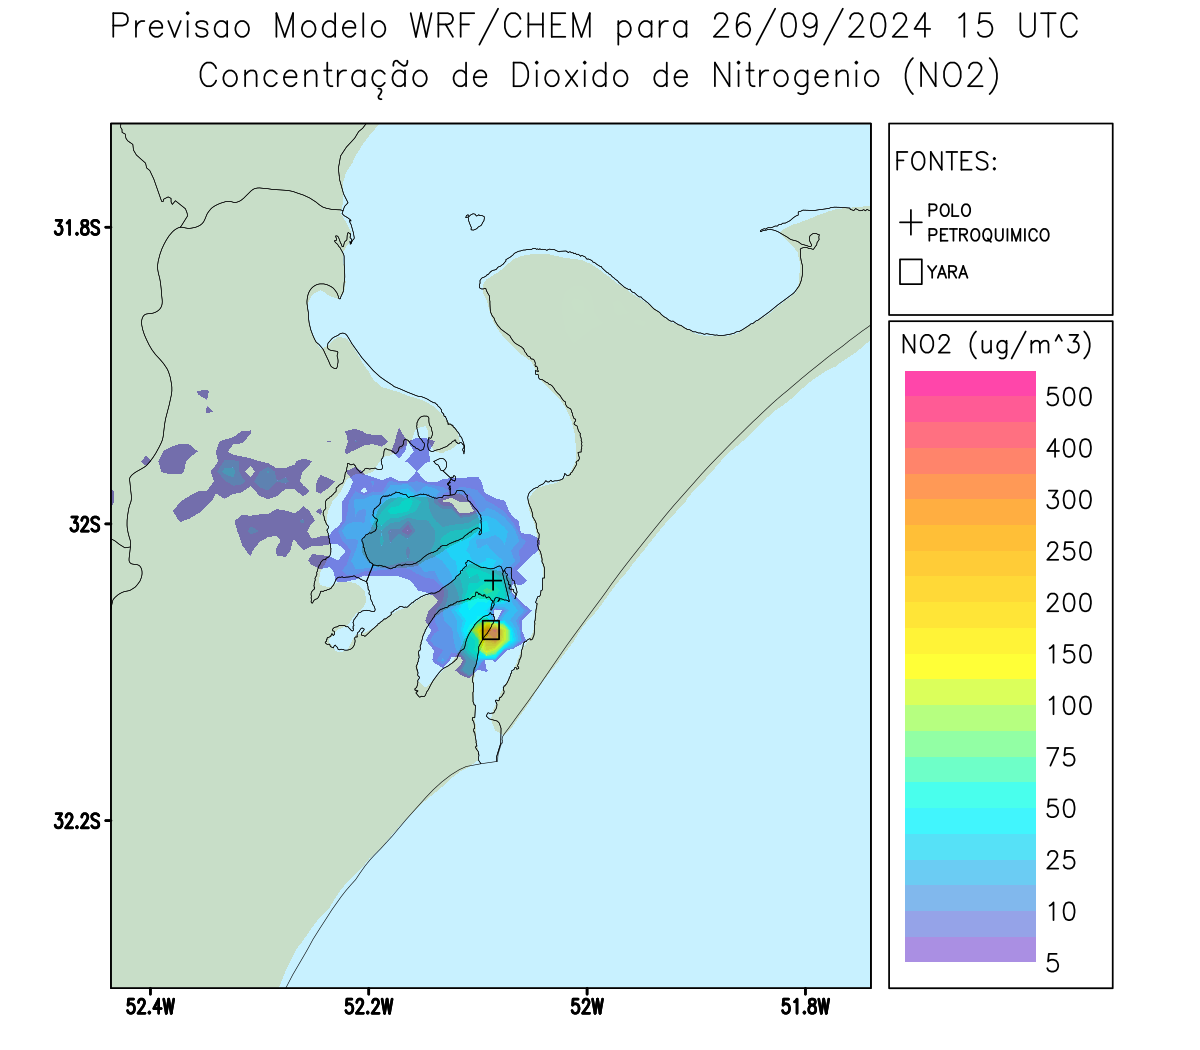 Previsao Modelo WRF/CHEM para 26/09/2024 15 UTC
Concentração de Dioxido de Nitrogenio (NO2)
FONTES:
POLO
PETROQUIMICO
YARA
NO2 (ug/m^3)
500
400
300
250
200
150
100
75
50
25
10
5
31.8S
32S
32.2S
52.4W
52.2W
52W
51.8W